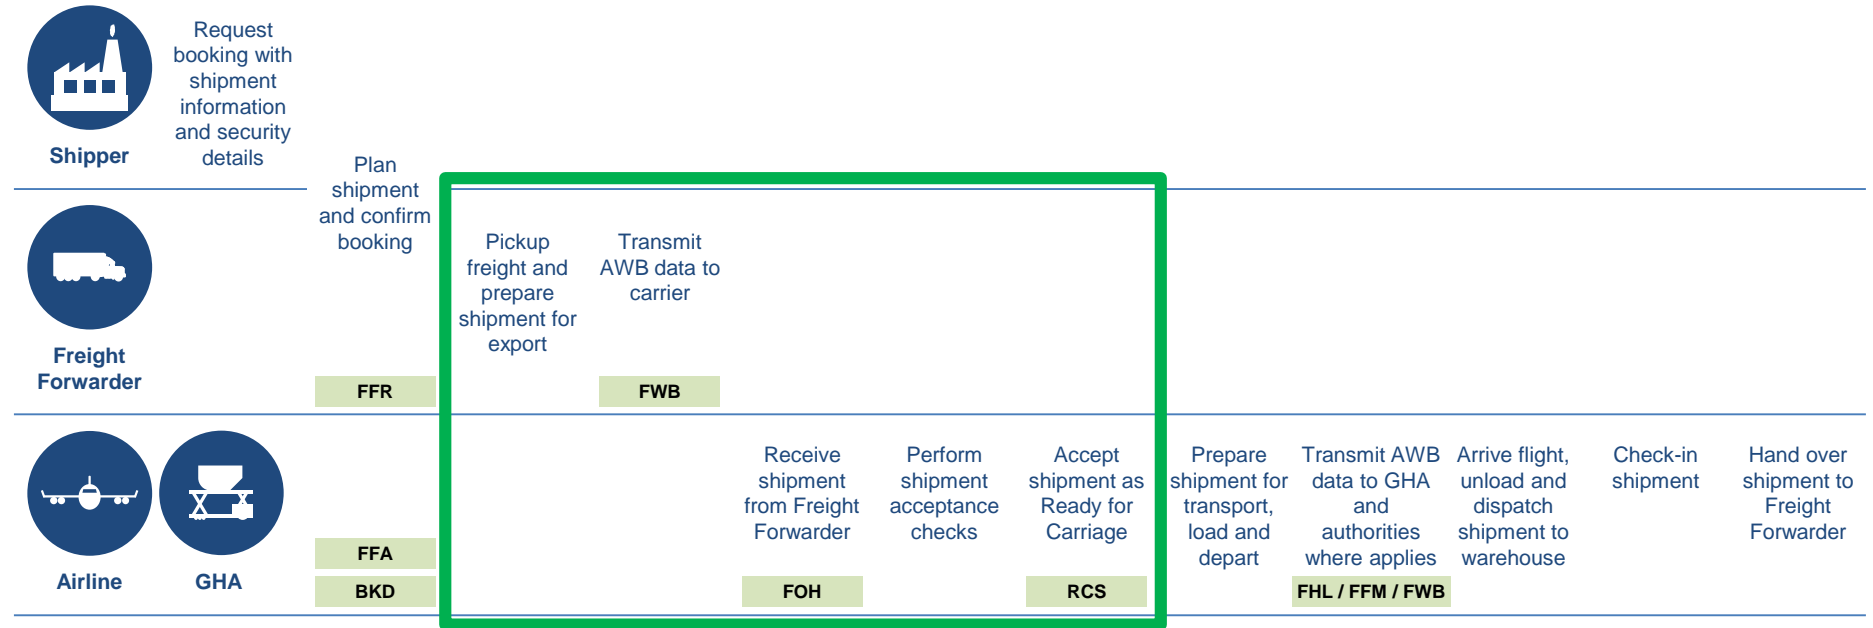 Request
booking with
shipment
information
and security
details
Shipper
Plan
shipment
and confirm
booking
Pickup
freight and
prepare
shipment for
export
Transmit
AWB data to
carrier
Freight
Forwarder
FFR
FWB
Receive
shipment
from Freight
Forwarder
Perform
shipment
acceptance
checks
Accept
shipment as
Ready for
Carriage
Prepare
shipment for
transport,
load and
depart
Transmit AWB
data to GHA
and
authorities
where applies
Arrive flight,
unload and
dispatch
shipment to
warehouse
Check-in
shipment
Hand over
shipment to
Freight
Forwarder
Airline
GHA
FFA
BKD
FOH
RCS
FHL / FFM / FWB